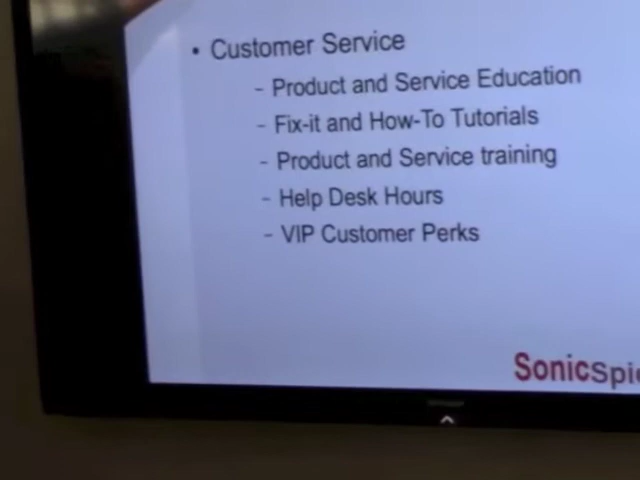 • Customer Service
- Product and Service Education
- Fix-it and How-To Tutorials
- Product and Service training
- Help Desk Hours
- VIP Customer Perks